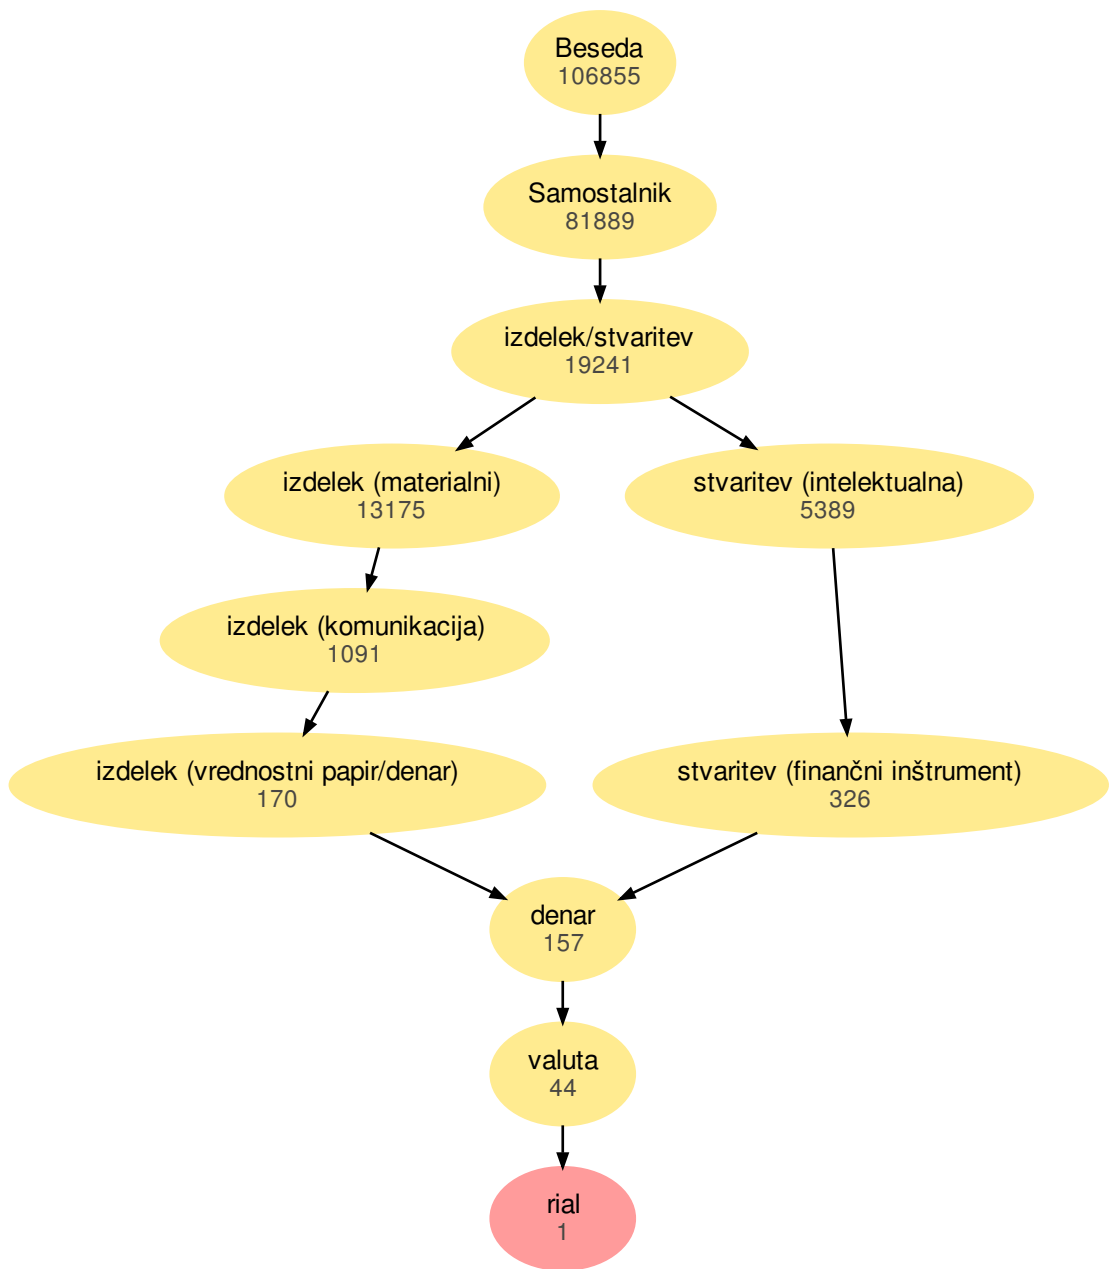 Beseda
106855
Samostalnik
81889
izdelek/stvaritev
19241
izdelek (materialni)
13175
stvaritev (intelektualna)
5389
izdelek (komunikacija)
1091
izdelek (vrednostni papir/denar)
170
stvaritev (finančni inštrument)
326
denar
157
valuta
44
rial
1